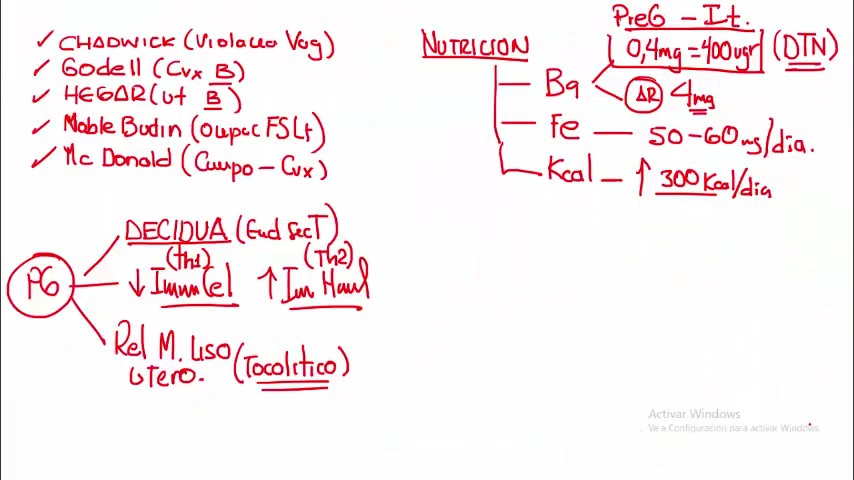 ✓ CHADWICK (Violaceo Vag)
✓ Godell (Cvx B)
✓ HEGAR (Ut B)
✓ Noble Budin (Ocupac FSLt)
✓ Mc Donald (Cuerpo – Cvx)
PG
DECIDUA (End SecT)
(Th1) (Th2)
↓ Inmm Cel ↑ Inm Huml
Rel M. Liso
Utero. (Tocolitico)
NUTRICION
PreG – It.
B9 0,4mg = 400ugr (DTN)
AR 4mg
Fe — 50-60mg/dia.
Kcal — ↑ 300 Kcal/dia
Activar Windows
Ve a Configuración para activar Windows.